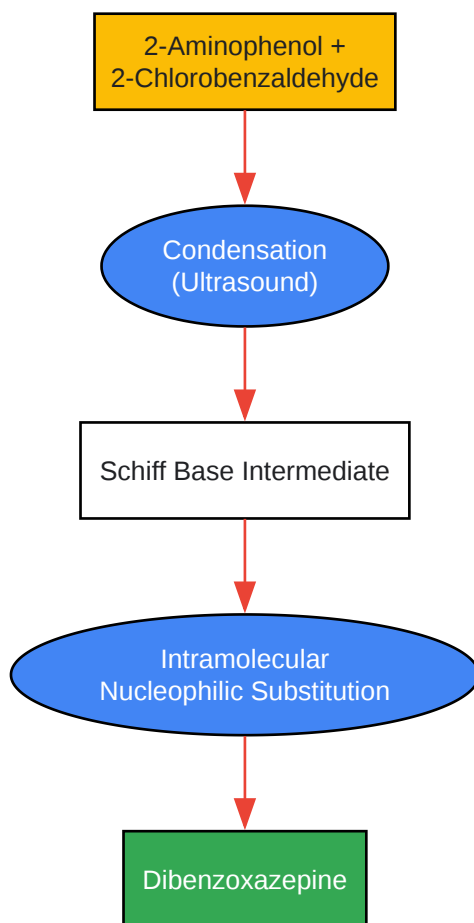 2-Aminophenol +
2-Chlorobenzaldehyde
Condensation
(Ultrasound)
Schiff Base Intermediate
Intramolecular
Nucleophilic Substitution
Dibenzoxazepine